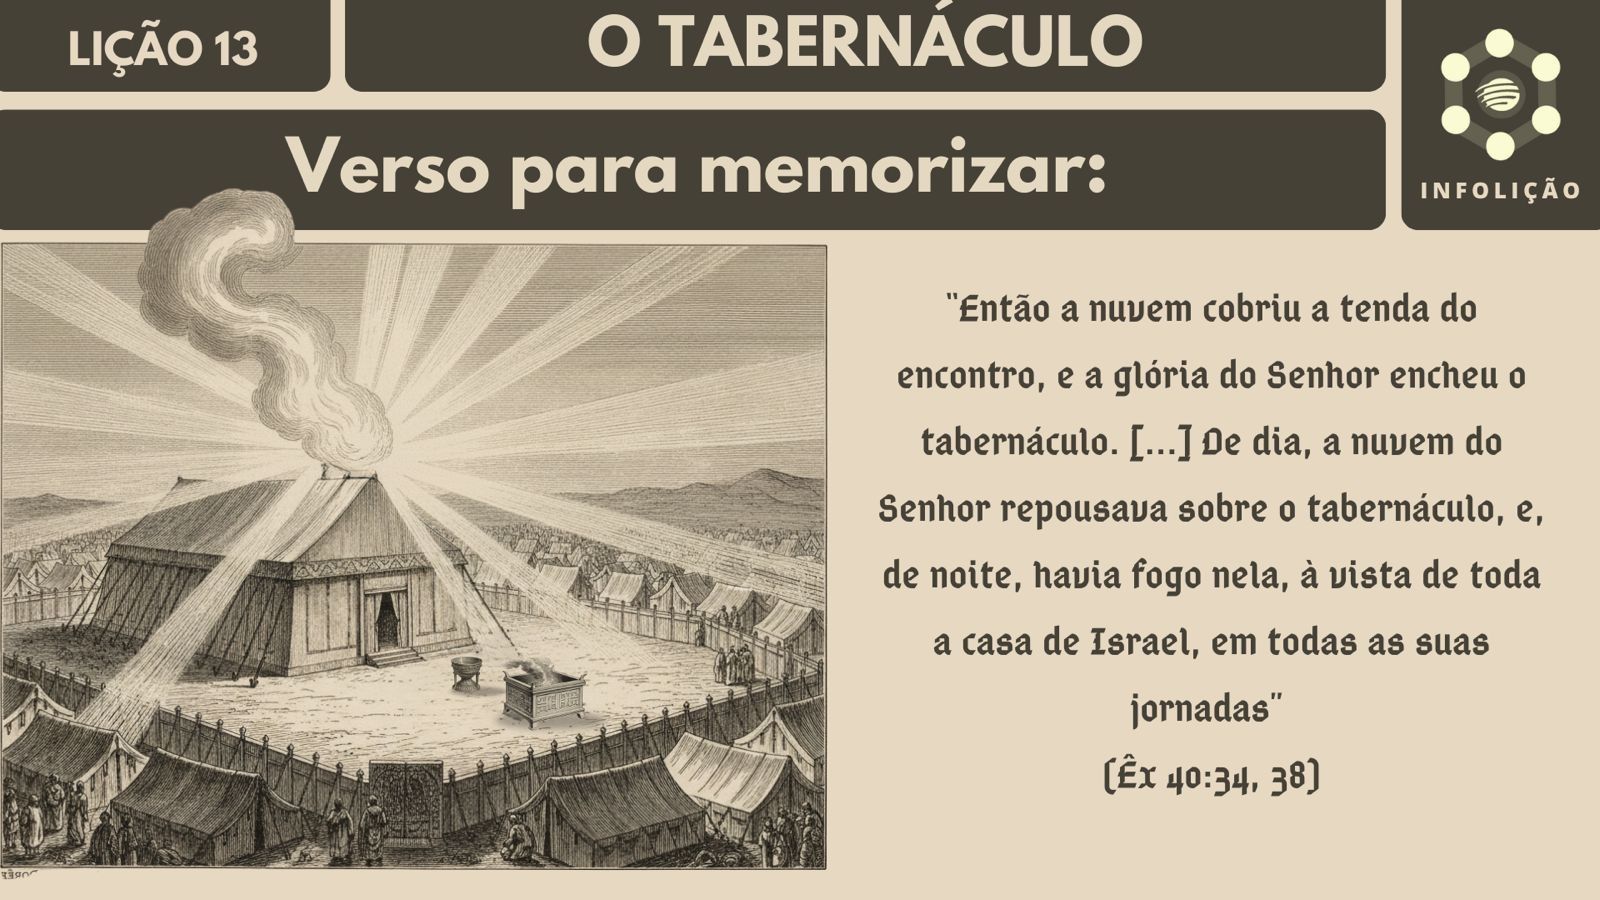 LIÇÃO 13
O TABERNÁCULO
INFOLIÇÃO
Verso para memorizar:
"Então a nuvem cobriu a tenda do
encontro, e a glória do Senhor encheu o
tabernáculo. [...] De dia, a nuvem do
Senhor repousava sobre o tabernáculo, e,
de noite, havia fogo nela, à vista de toda
a casa de Israel, em todas as suas
jornadas"
(Êx 40:34, 38)